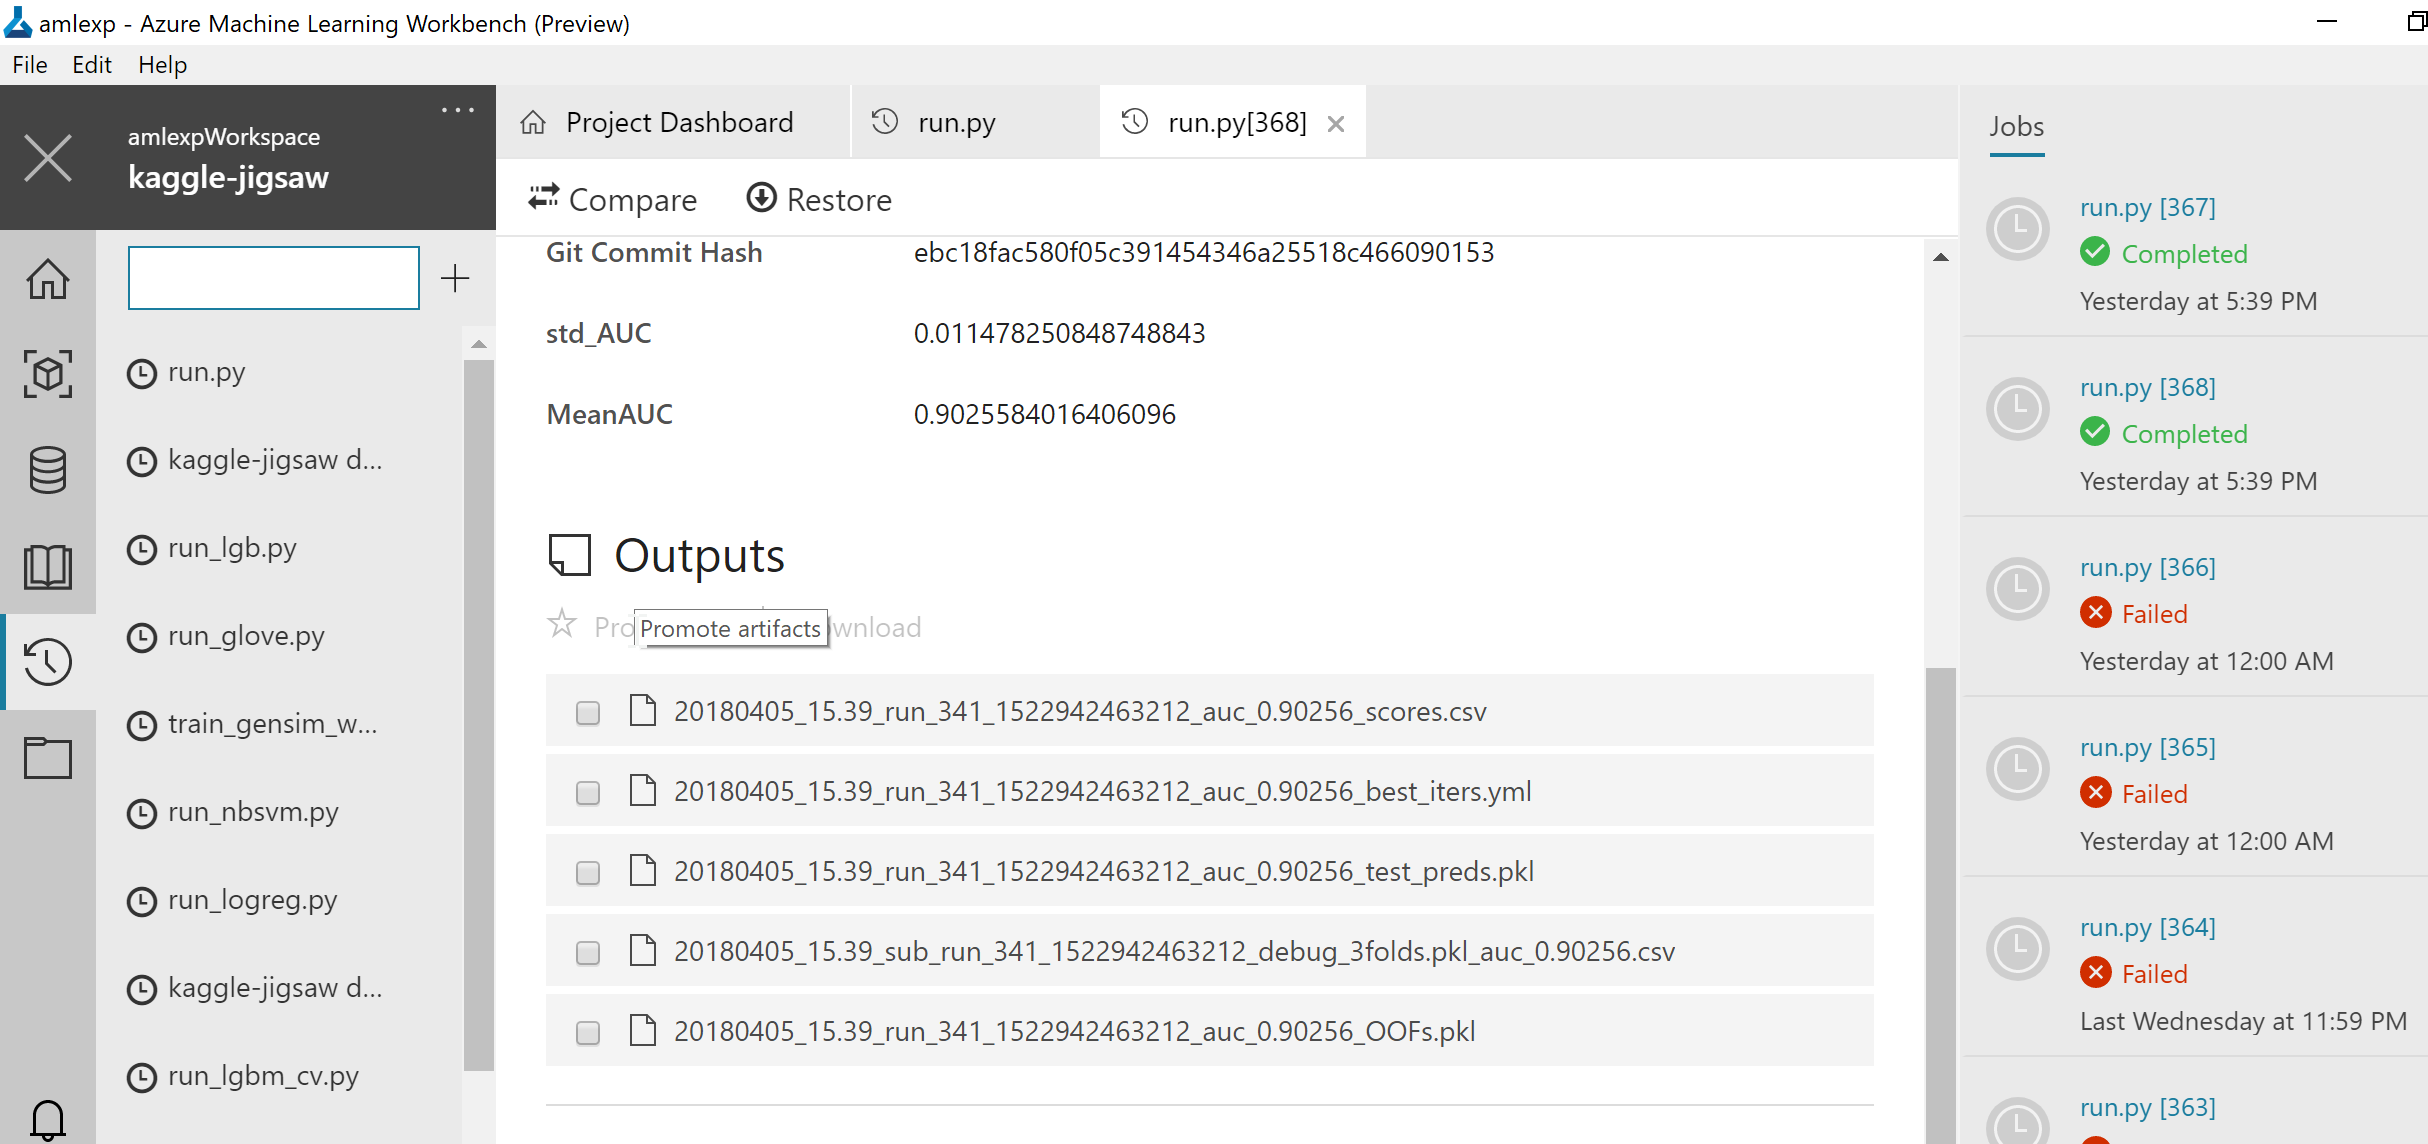 amlexp - Azure Machine Learning Workbench (Preview)
File Edit Help
amlexpWorkspace
kaggle-jigsaw
run.py
kaggle-jigsaw d...
run_lgb.py
run_glove.py
train_gensim_w...
run_nbsvm.py
run_logreg.py
kaggle-jigsaw d...
run_lgbm_cv.py
Project Dashboard
run.py
run.py[368]
Compare
Restore
Git Commit Hash ebc18fac580f05c391454346a25518c466090153
std_AUC 0.011478250848748843
MeanAUC 0.9025584016406096
Outputs
Pro Promote artifacts wnload
20180405_15.39_run_341_1522942463212_auc_0.90256_scores.csv
20180405_15.39_run_341_1522942463212_auc_0.90256_best_iters.yml
20180405_15.39_run_341_1522942463212_auc_0.90256_test_preds.pkl
20180405_15.39_sub_run_341_1522942463212_debug_3folds.pkl_auc_0.90256.csv
20180405_15.39_run_341_1522942463212_auc_0.90256_OOFs.pkl
Jobs
run.py [367]
Completed
Yesterday at 5:39 PM
run.py [368]
Completed
Yesterday at 5:39 PM
run.py [366]
Failed
Yesterday at 12:00 AM
run.py [365]
Failed
Yesterday at 12:00 AM
run.py [364]
Failed
Last Wednesday at 11:59 PM
run.py [363]